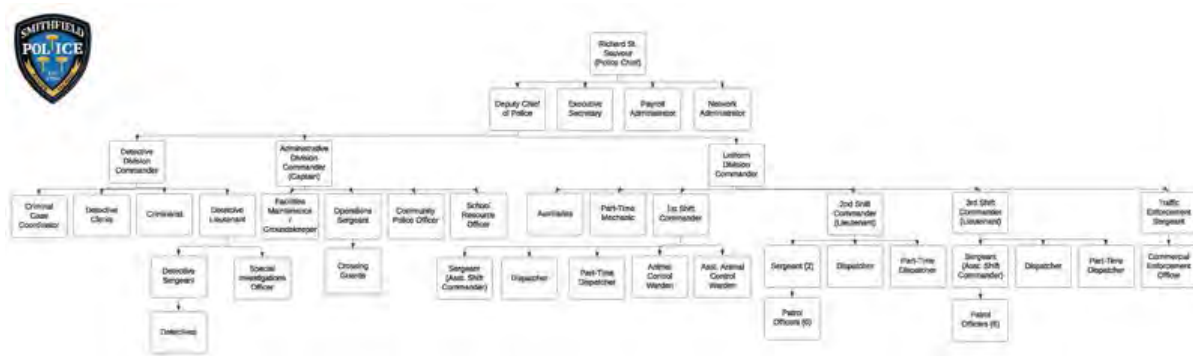 SMITHFIELD
POLICE
Richard St.
Sauveur
(Police Chief)
Deputy Chief
of Police
Executive
Secretary
Payroll
Administrator
Network
Administrator
Detective
Division
Commander
Administrative
Division
Commander
(Captain)
Uniform
Division
Commander
Criminal
Case
Coordinator
Detective
Clerks
Criminalist
Detective
Lieutenant
Facilities
Maintenance
/
Groundskeeper
Operations
Sergeant
Community
Police Officer
School
Resource
Officer
Auxiliaries
Part-Time
Mechanic
1st Shift
Commander
2nd Shift
Commander
(Lieutenant)
3rd Shift
Commander
(Lieutenant)
Traffic
Enforcement
Sergeant
Detective
Sergeant
Special
Investigations
Officer
Crossing
Guards
Sergeant
(Asst. Shift
Commander)
Dispatcher
Part-Time
Dispatcher
Animal
Control
Warden
Asst. Animal
Control
Warden
Sergeant (2)
Dispatcher
Part-Time
Dispatcher
Sergeant
(Asst. Shift
Commander)
Dispatcher
Part-Time
Dispatcher
Commercial
Enforcement
Officer
Detectives
Patrol
Officers (6)
Patrol
Officers (6)